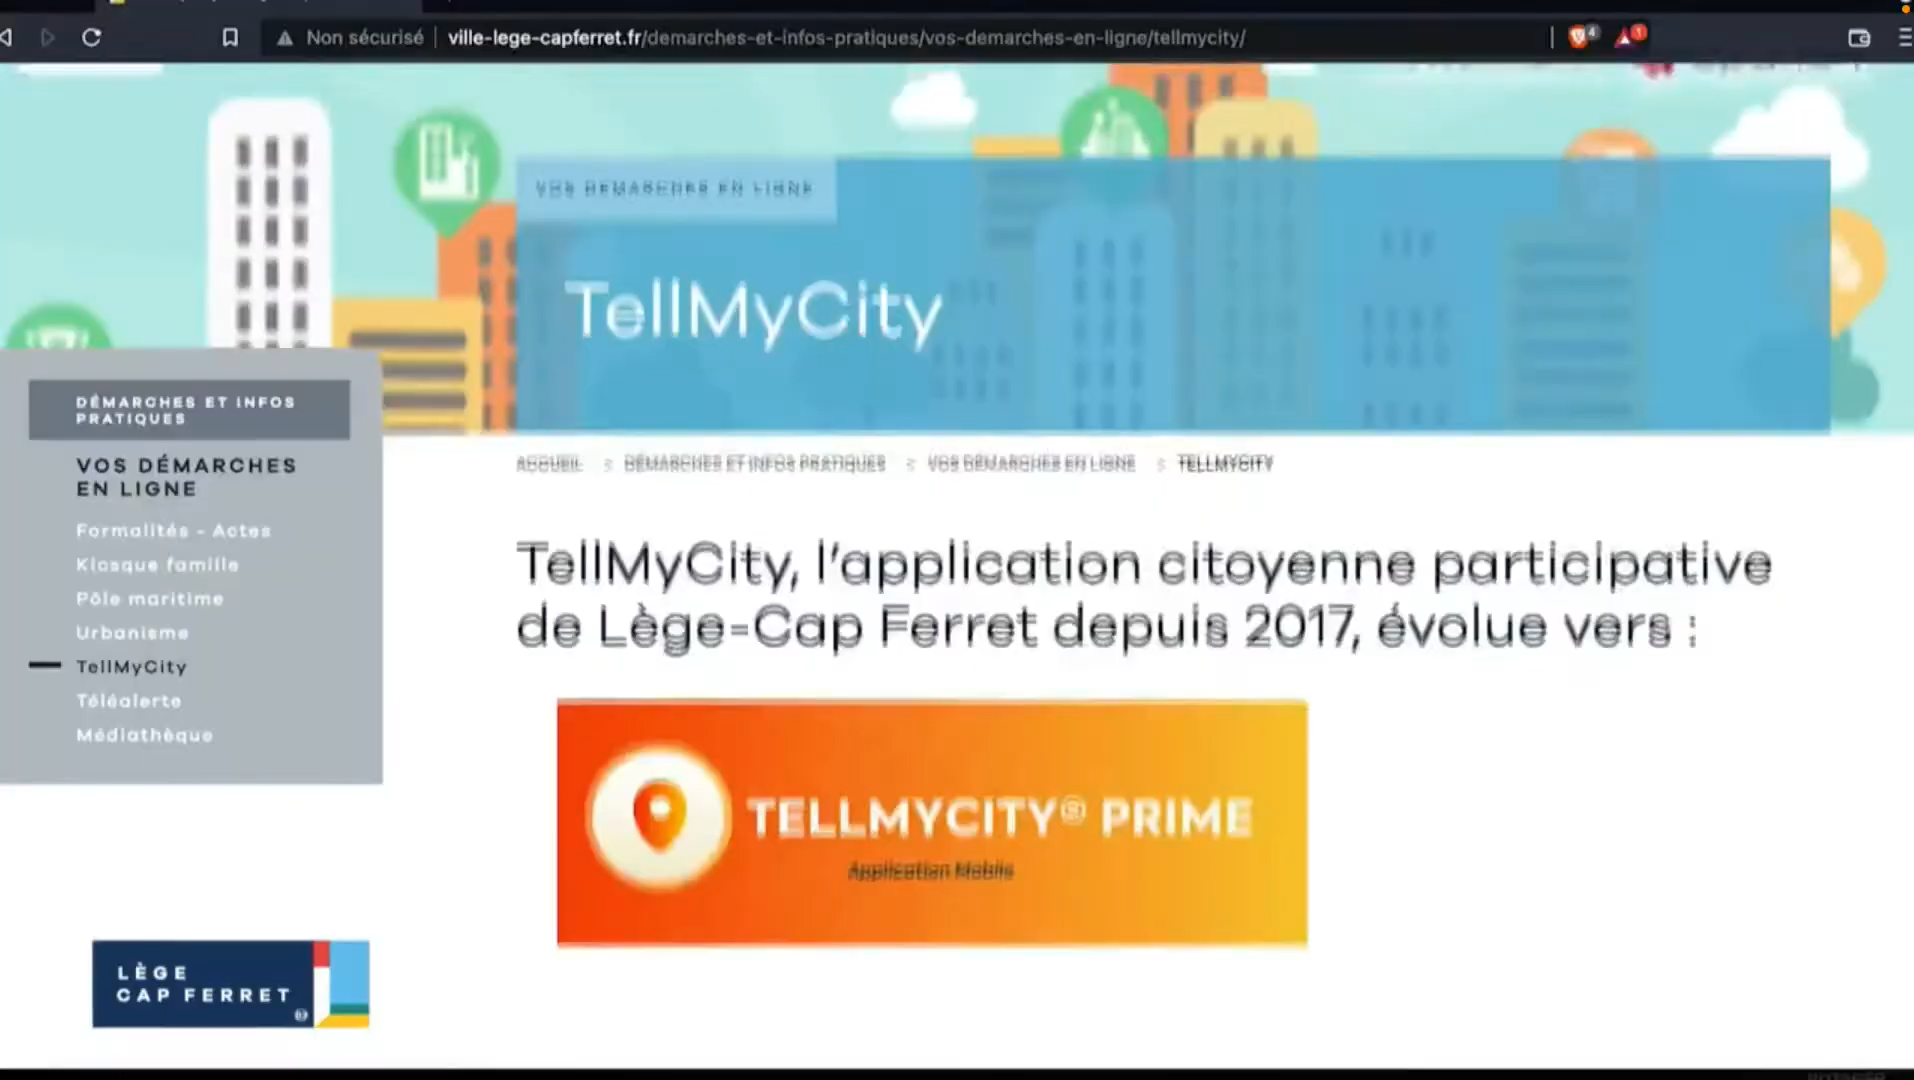 Non sécurisé
ville-lege-capferret.fr/demarches-et-infos-pratiques/vos-demarches-en-ligne/tellmycity/
4
1
VOS DÉMARCHES EN LIGNE
TellMyCity
DÉMARCHES ET INFOS
PRATIQUES
VOS DÉMARCHES
EN LIGNE
Formalités - Actes
Kiosque famille
Pôle maritime
Urbanisme
TellMyCity
Téléalerte
Médiathèque
ACCUEIL > DÉMARCHES ET INFOS PRATIQUES > VOS DÉMARCHES EN LIGNE > TELLMYCITY
TellMyCity, l'application citoyenne participative
de Lège-Cap Ferret depuis 2017, évolue vers :
TELLMYCITY® PRIME
Application Mobile
LÈGE
CAP FERRET